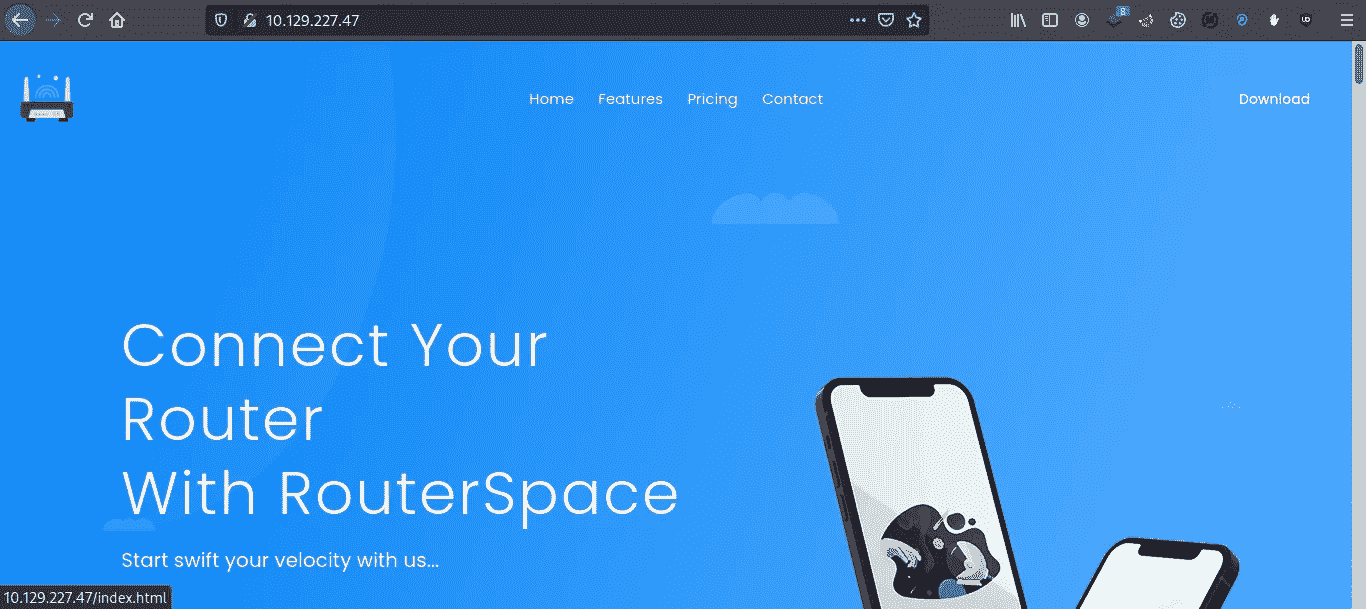 10.129.227.47
8
Home Features Pricing Contact Download
Connect Your
Router
With RouterSpace
Start swift your velocity with us...
10.129.227.47/index.html